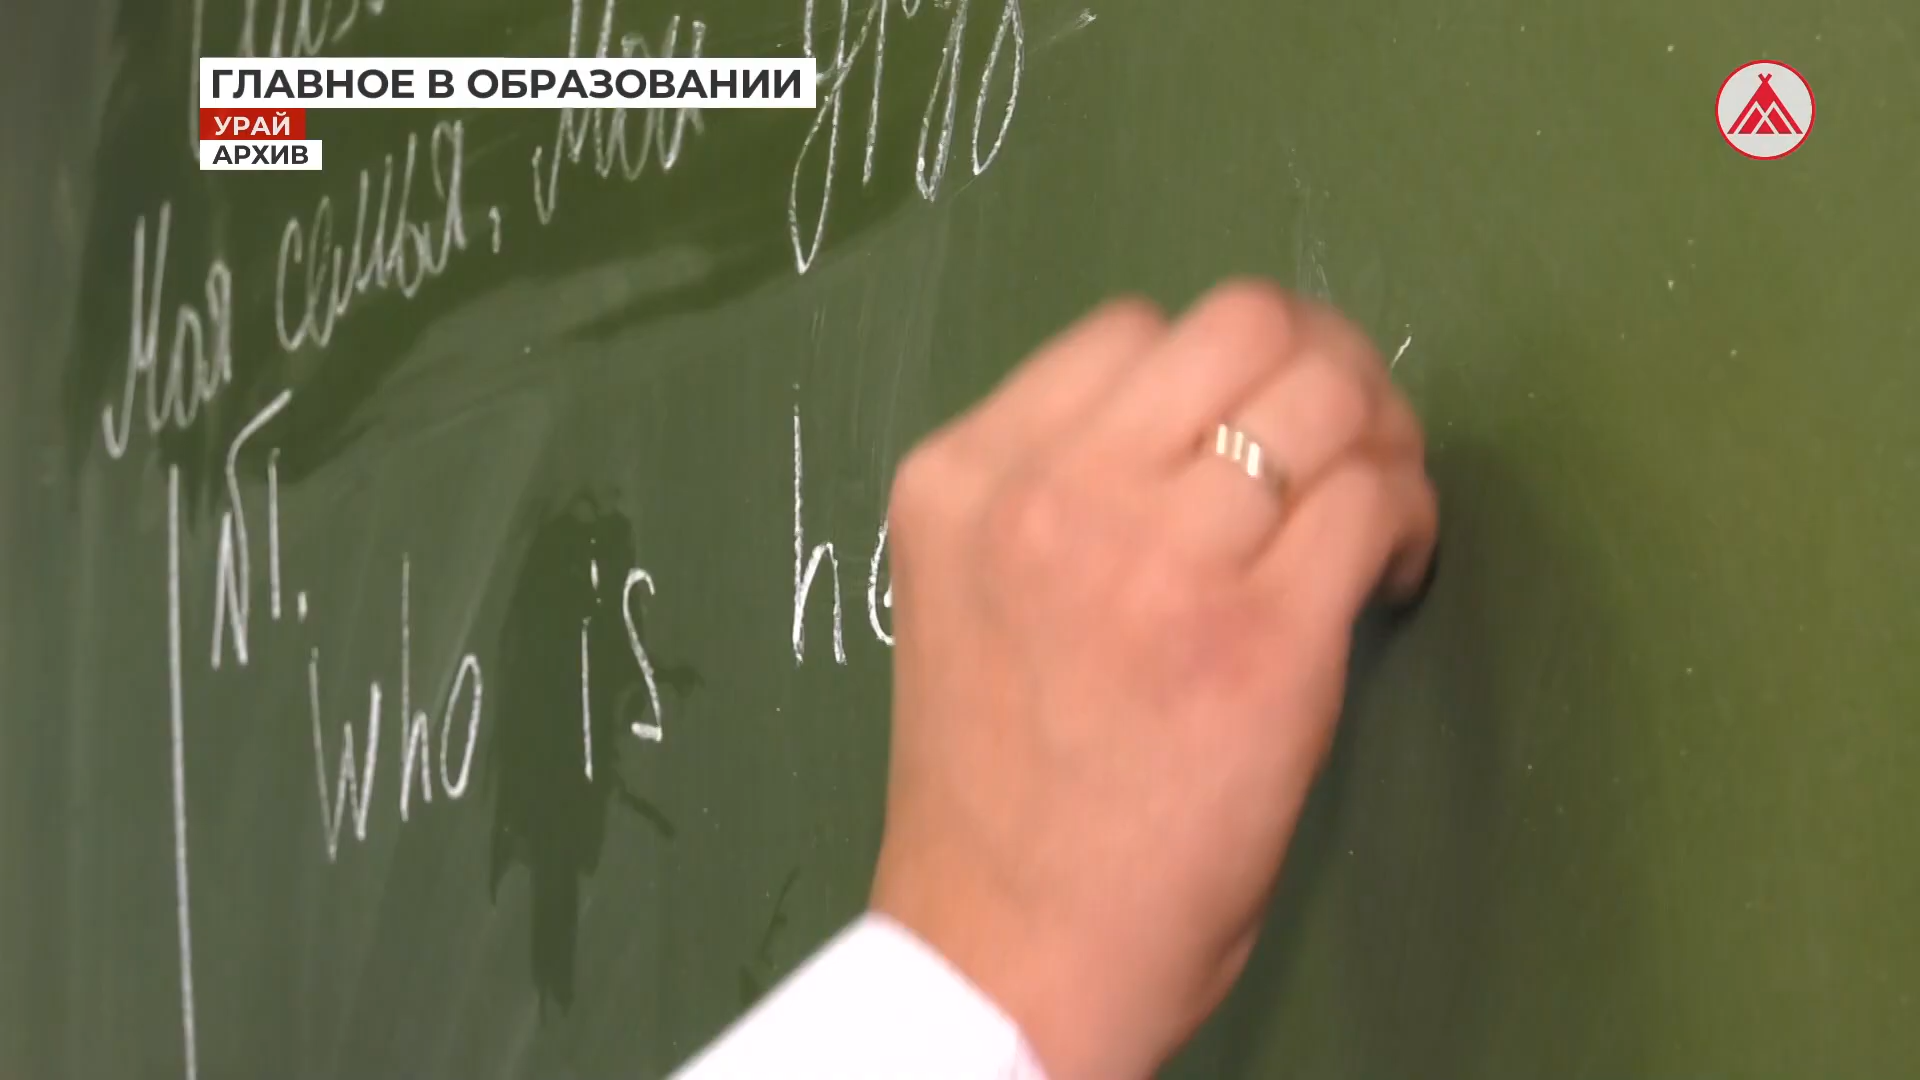 ГЛАВНОЕ В ОБРАЗОВАНИИ
УРАЙ
АРХИВ
Моя семья, мои
№1.
who is